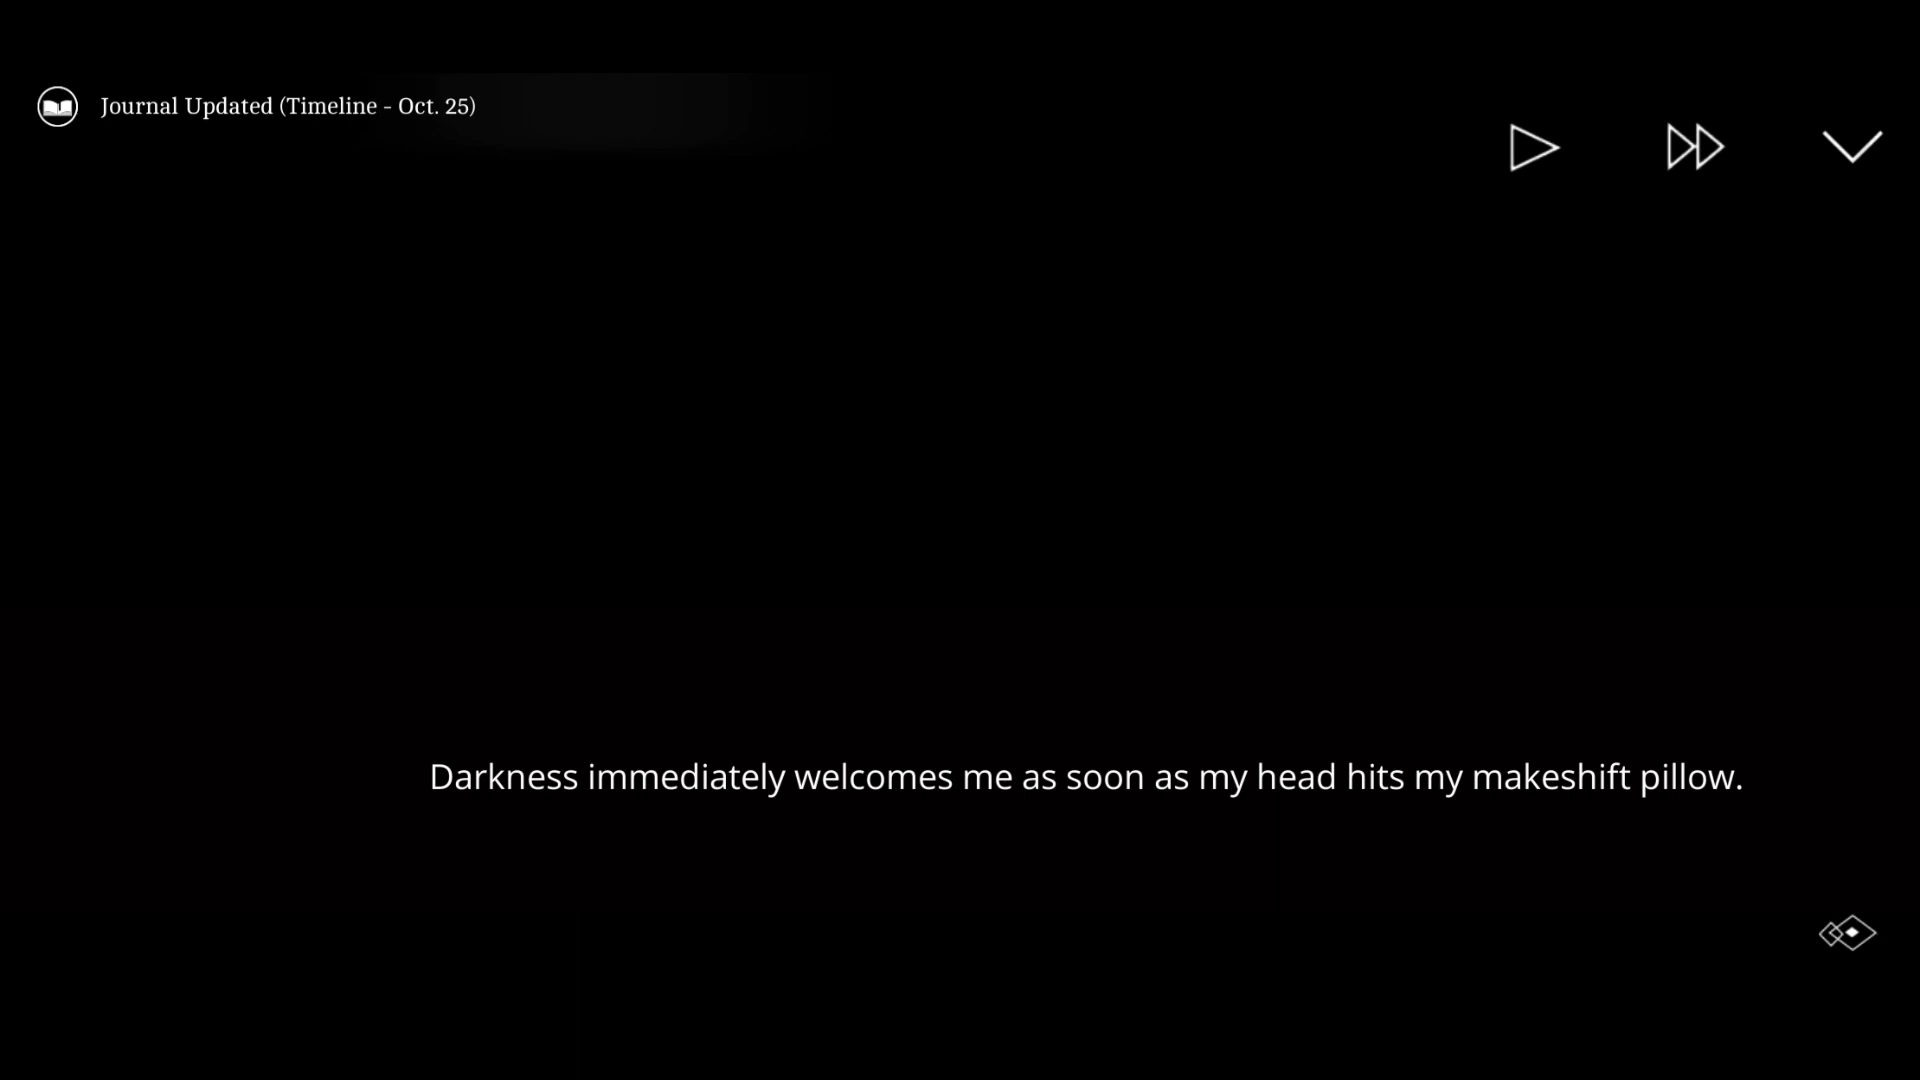 Journal Updated (Timeline - Oct. 25)
Darkness immediately welcomes me as soon as my head hits my makeshift pillow.